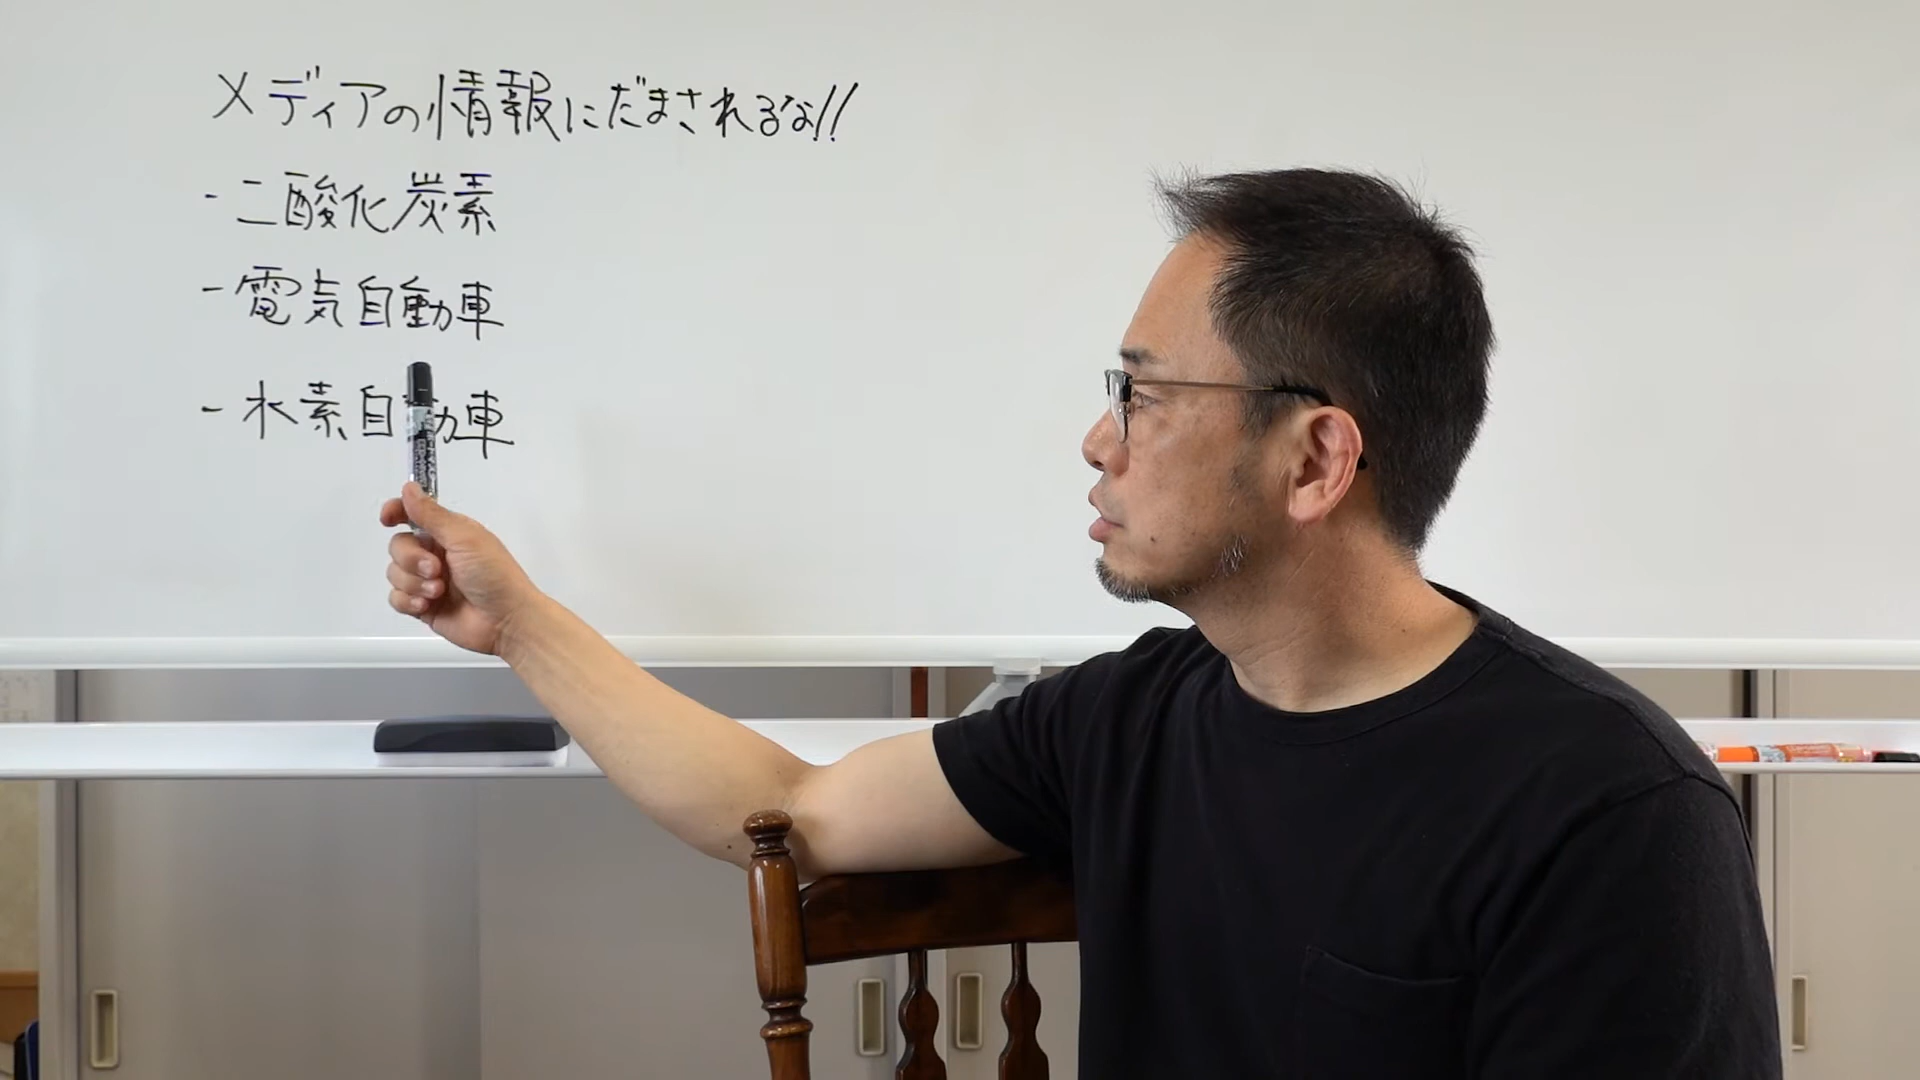 メディアの情報にだまされるな!!
- 二酸化炭素
- 電気自動車
- 水素自動車